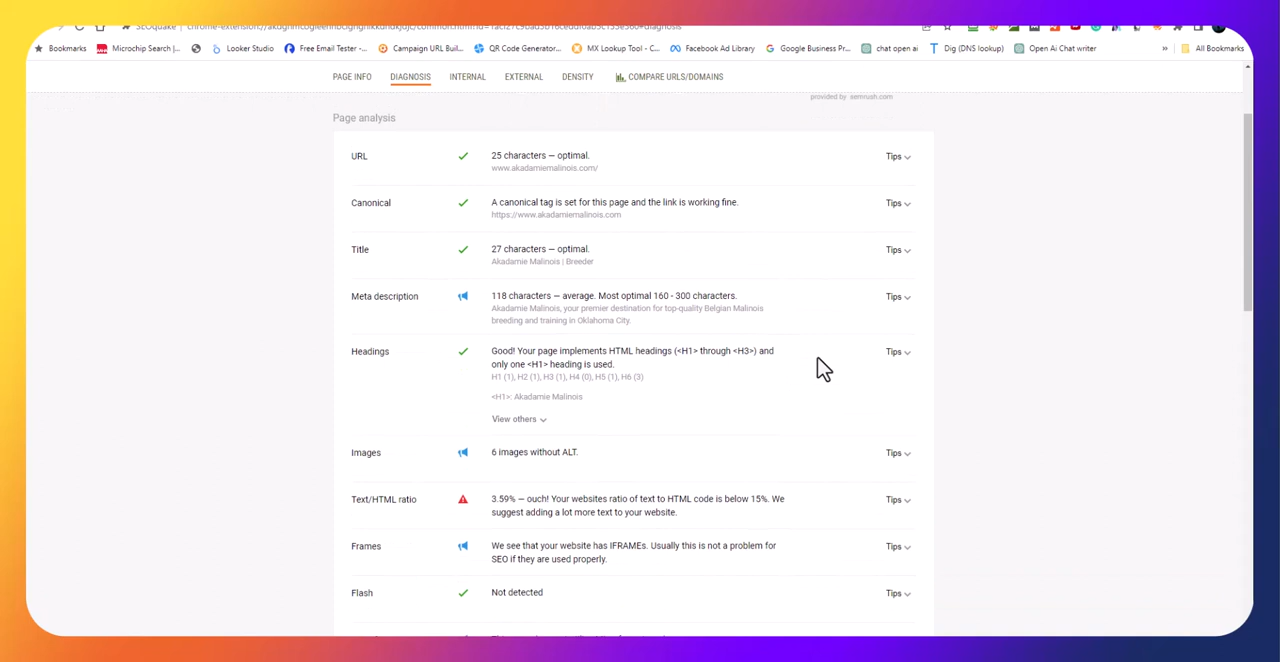 SEOquake
Bookmarks
Microchip Search |...
Looker Studio
Free Email Tester -...
Campaign URL Buil...
QR Code Generator...
MX Lookup Tool - C...
Facebook Ad Library
Google Business Pr...
chat open ai
Dig (DNS lookup)
Open Ai Chat writer
»
All Bookmarks
PAGE INFO
DIAGNOSIS
INTERNAL
EXTERNAL
DENSITY
COMPARE URLS/DOMAINS
provided by semrush.com
Page analysis
URL
25 characters — optimal.
Tips
www.akadamiemalinois.com/
Canonical
A canonical tag is set for this page and the link is working fine.
Tips
https://www.akadamiemalinois.com
Title
27 characters — optimal.
Tips
Akadamie Malinois | Breeder
Meta description
118 characters — average. Most optimal 160 - 300 characters.
Tips
Akadamie Malinois, your premier destination for top-quality Belgian Malinois
breeding and training in Oklahoma City.
Headings
Good! Your page implements HTML headings (<H1> through <H3>) and
Tips
only one <H1> heading is used.
H1 (1), H2 (1), H3 (1), H4 (0), H5 (1), H6 (3)
<H1>: Akadamie Malinois
View others
Images
6 images without ALT.
Tips
Text/HTML ratio
3.59% — ouch! Your websites ratio of text to HTML code is below 15%. We
Tips
suggest adding a lot more text to your website.
Frames
We see that your website has IFRAMEs. Usually this is not a problem for
Tips
SEO if they are used properly.
Flash
Not detected
Tips